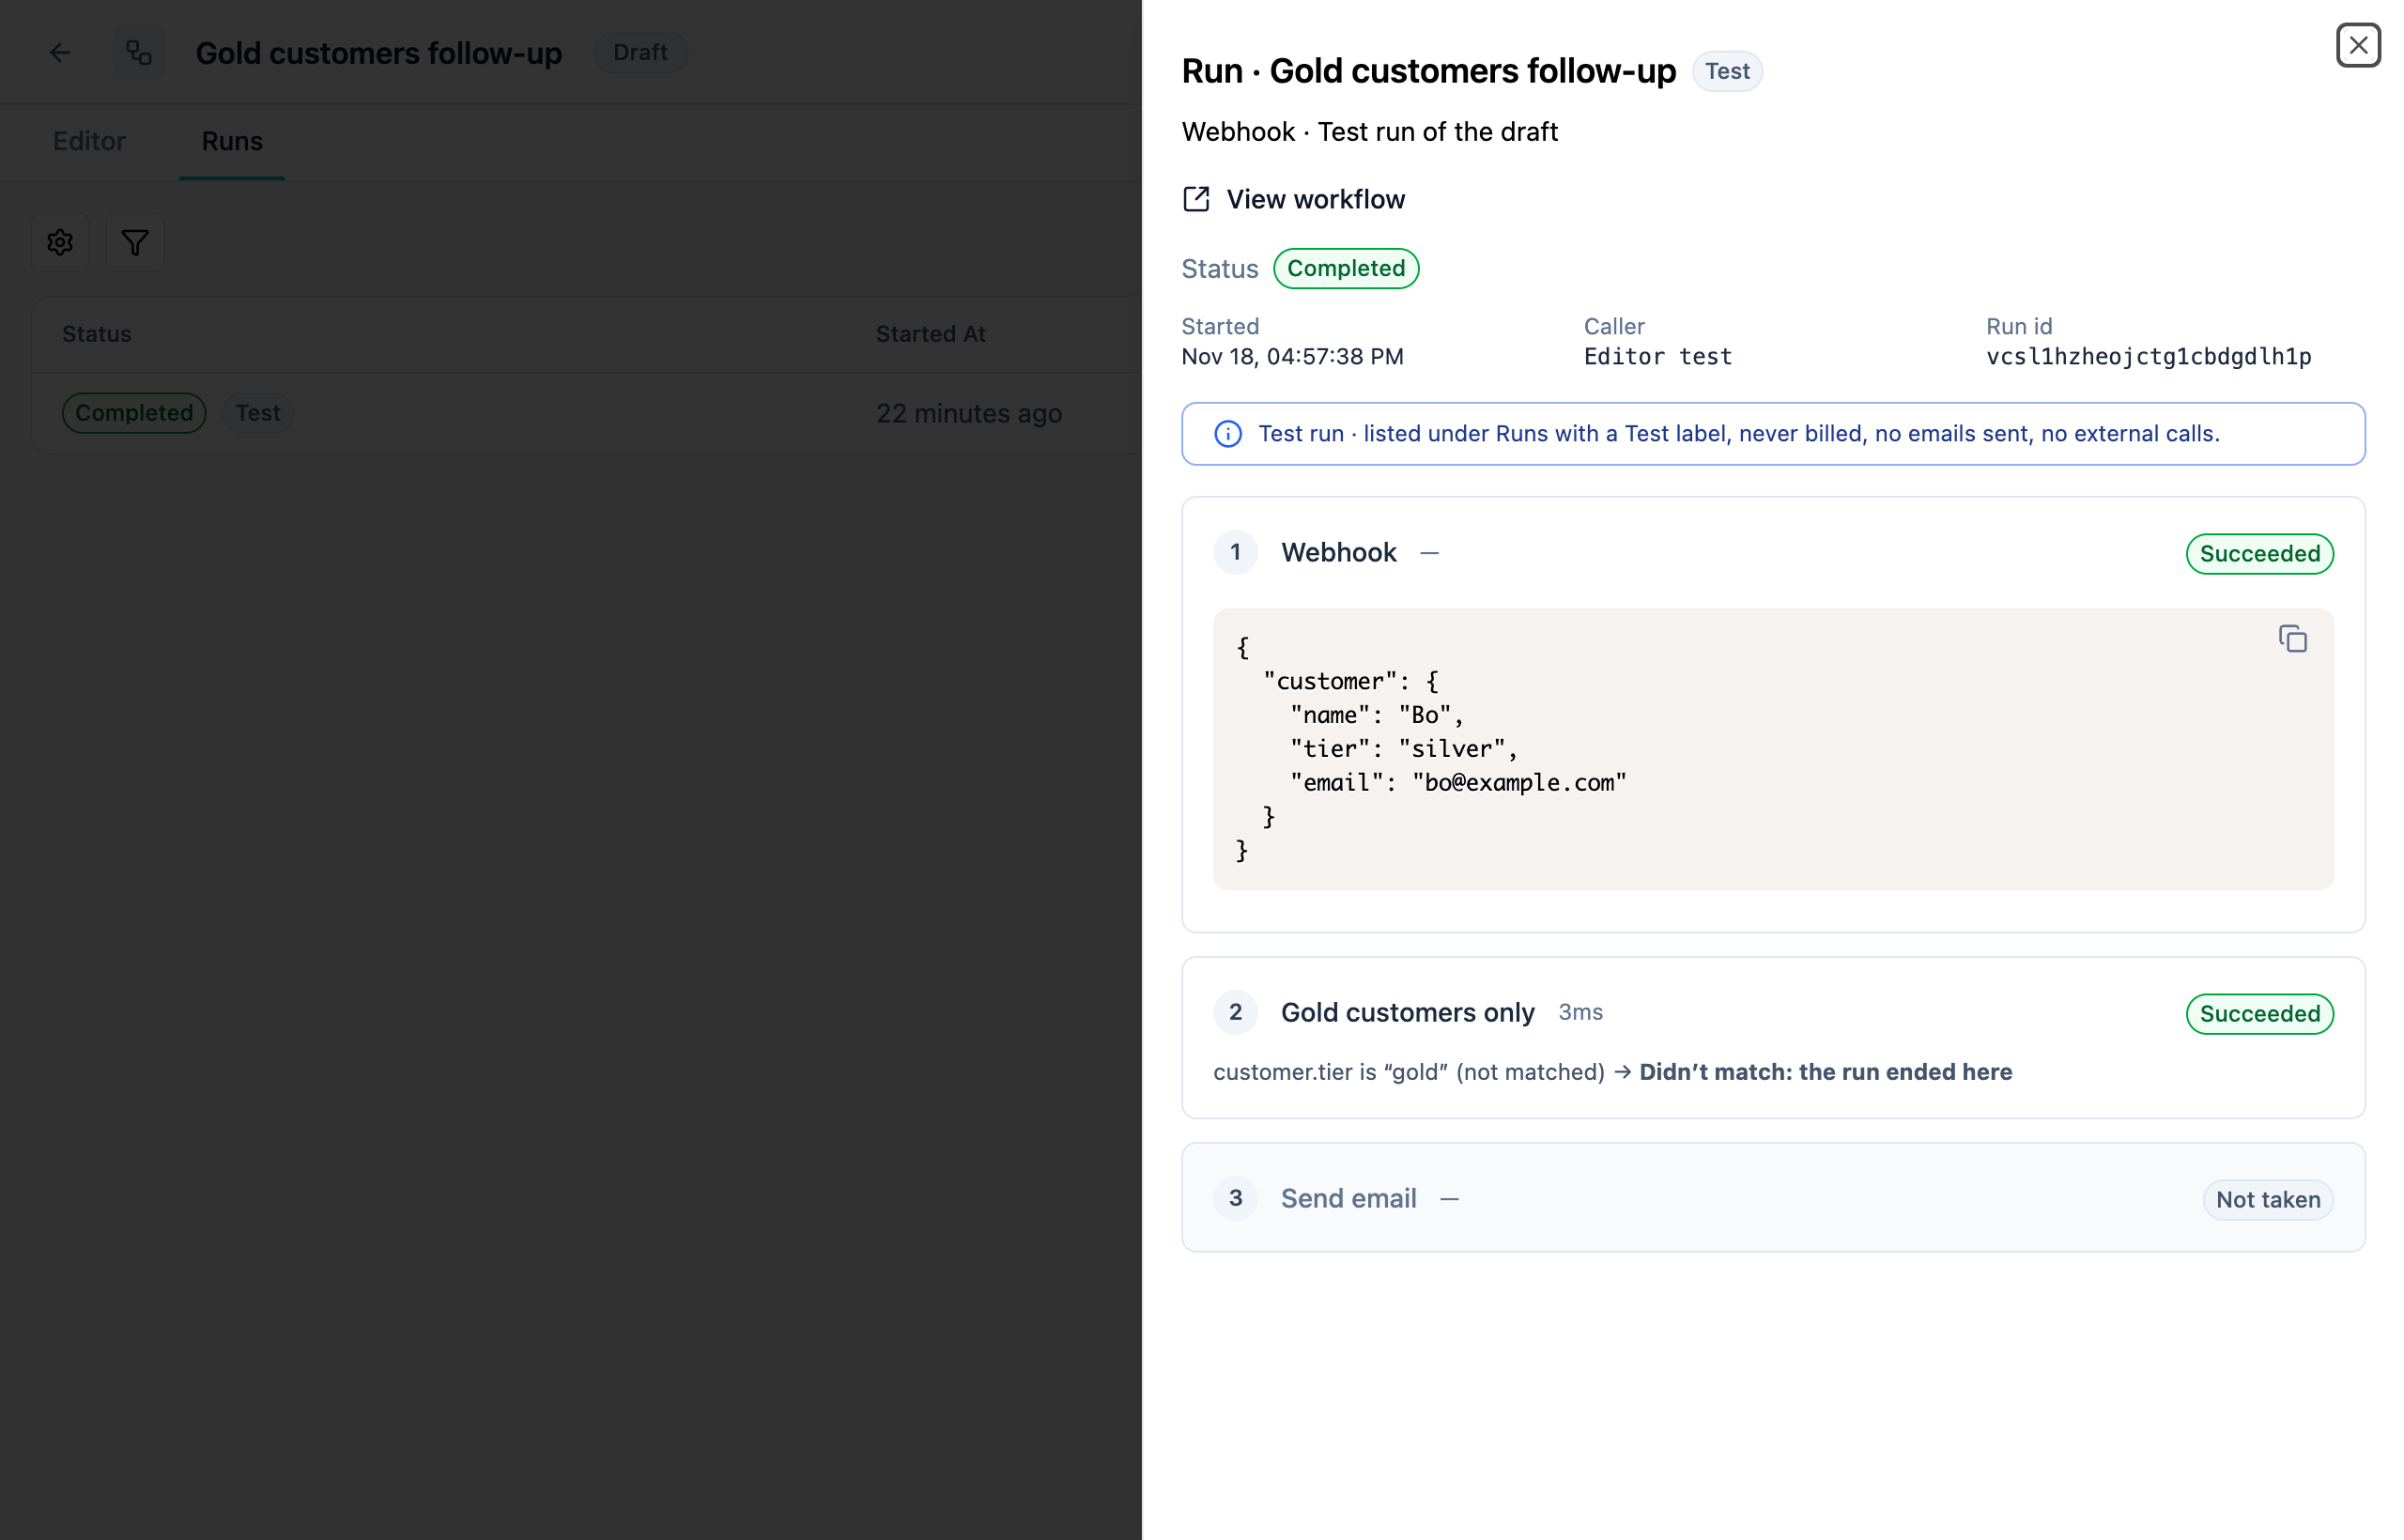 Gold customers follow-up Draft
Editor Runs
Status Started At
Completed Test 22 minutes ago
Run · Gold customers follow-up Test
Webhook · Test run of the draft
View workflow
Status Completed
Started Caller Run id
Nov 18, 04:57:38 PM Editor test vcsl1hzheojctg1cbdgdlh1p
Test run · listed under Runs with a Test label, never billed, no emails sent, no external calls.
1 Webhook — Succeeded
{
  "customer": {
    "name": "Bo",
    "tier": "silver",
    "email": "bo@example.com"
  }
}
2 Gold customers only 3ms Succeeded
customer.tier is “gold” (not matched) → Didn’t match: the run ended here
3 Send email — Not taken